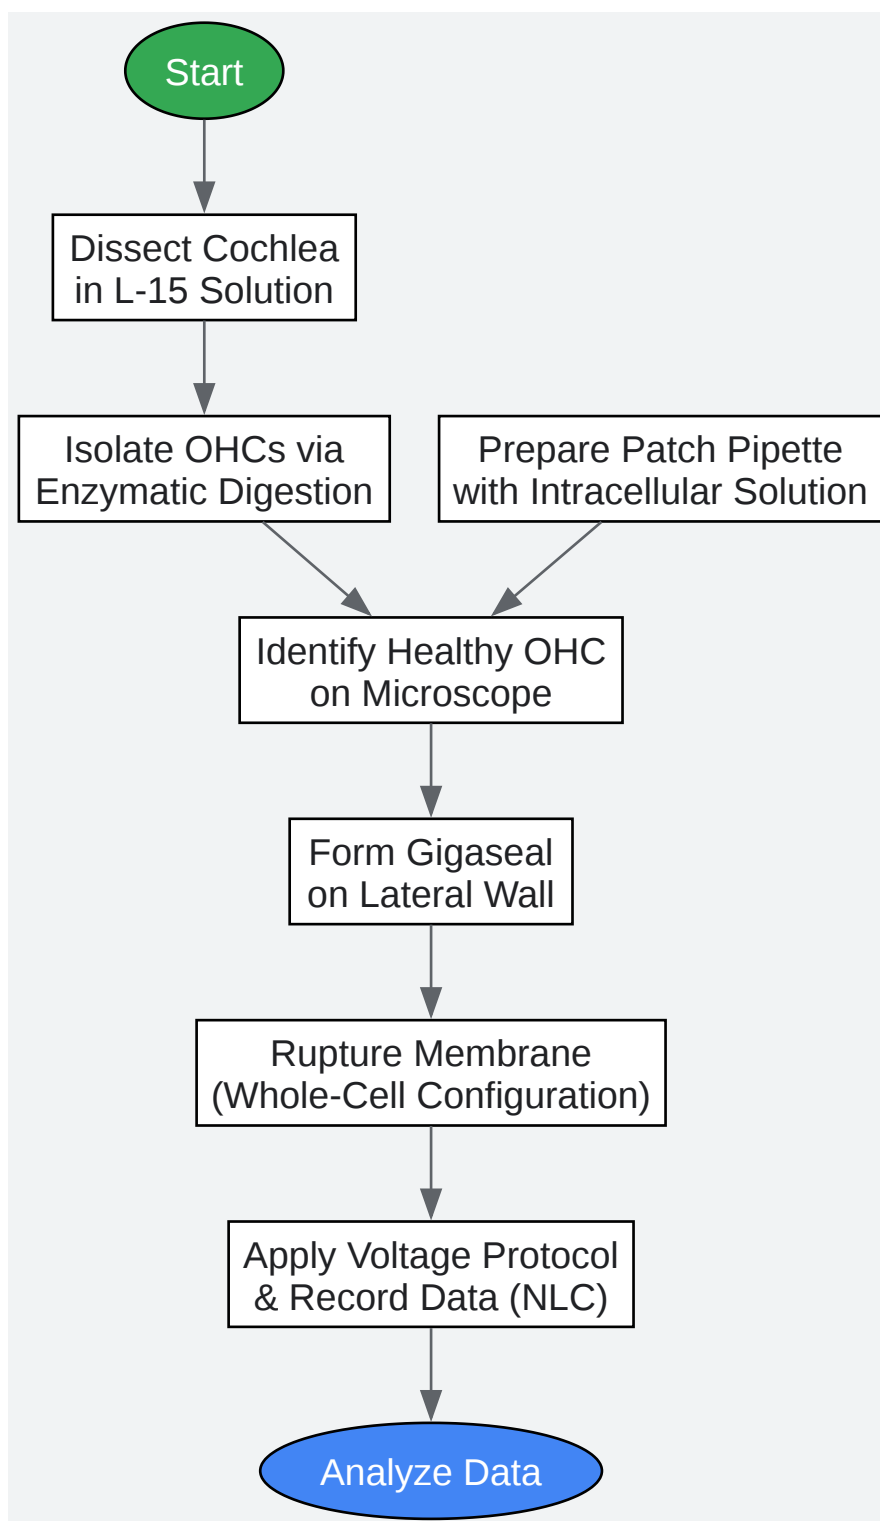 Start
Dissect Cochlea
in L-15 Solution
Isolate OHCs via
Enzymatic Digestion
Prepare Patch Pipette
with Intracellular Solution
Identify Healthy OHC
on Microscope
Form Gigaseal
on Lateral Wall
Rupture Membrane
(Whole-Cell Configuration)
Apply Voltage Protocol
& Record Data (NLC)
Analyze Data